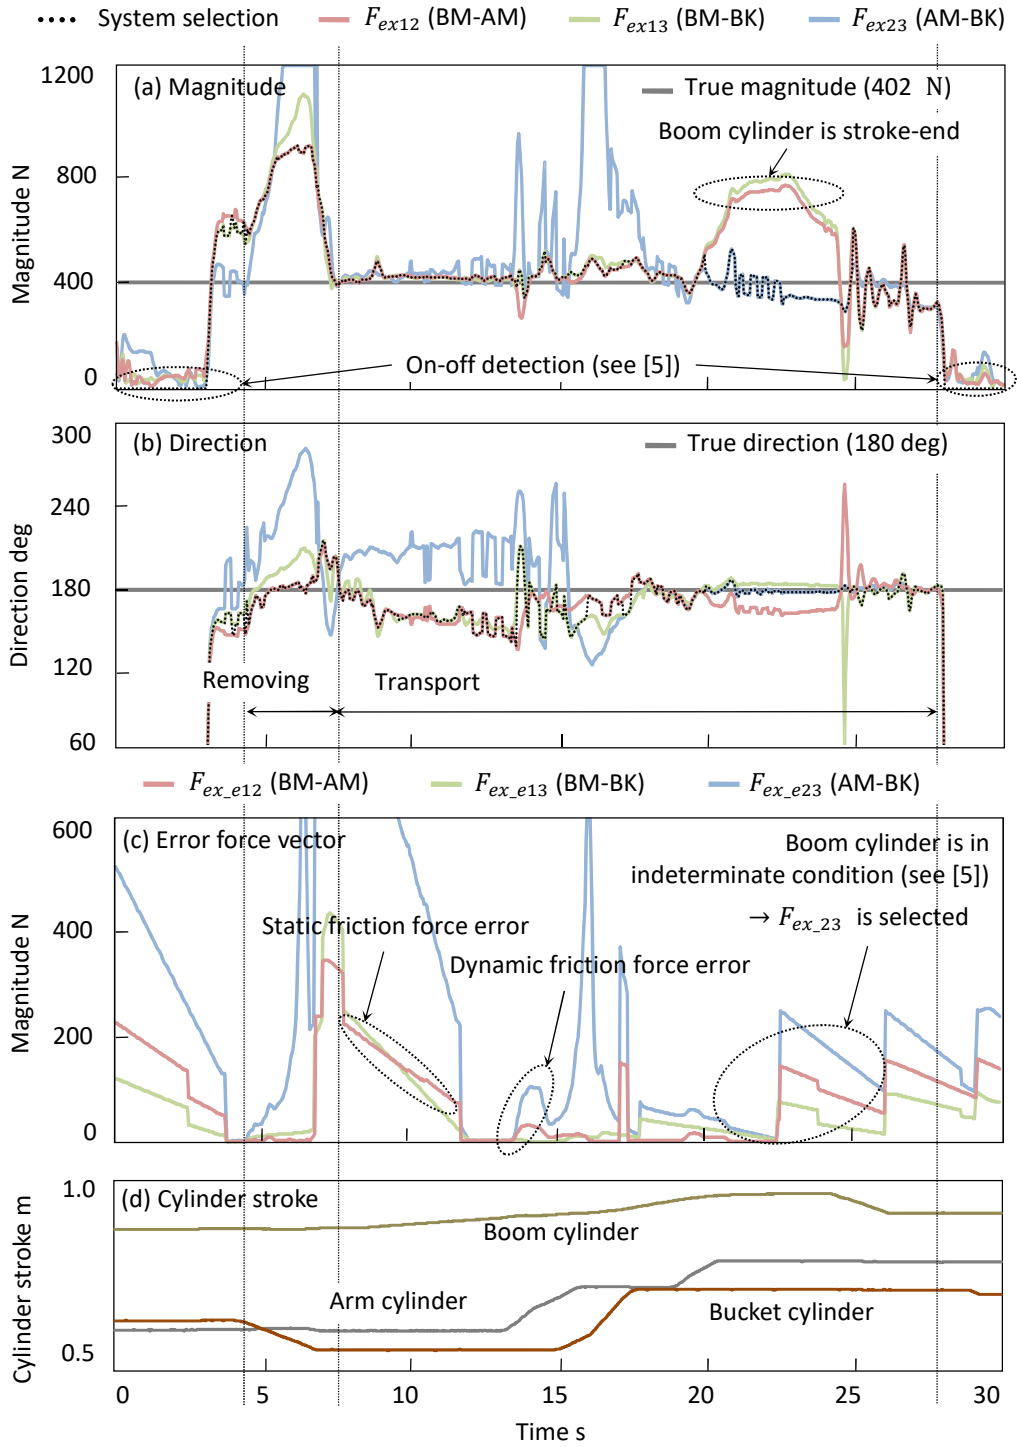 System selection F_ex12 (BM-AM) F_ex13 (BM-BK) F_ex23 (AM-BK)
(a) Magnitude
True magnitude (402 N)
Boom cylinder is stroke-end
On-off detection (see [5])
Magnitude N
1200
800
400
0
(b) Direction
True direction (180 deg)
Removing
Transport
Direction deg
300
240
180
120
60
F_ex_e12 (BM-AM) F_ex_e13 (BM-BK) F_ex_e23 (AM-BK)
(c) Error force vector
Boom cylinder is in
indeterminate condition (see [5])
→ F_ex_23 is selected
Static friction force error
Dynamic friction force error
Magnitude N
600
400
200
0
(d) Cylinder stroke
Boom cylinder
Arm cylinder
Bucket cylinder
Cylinder stroke m
1.0
0.5
0 5 10 15 20 25 30
Time s